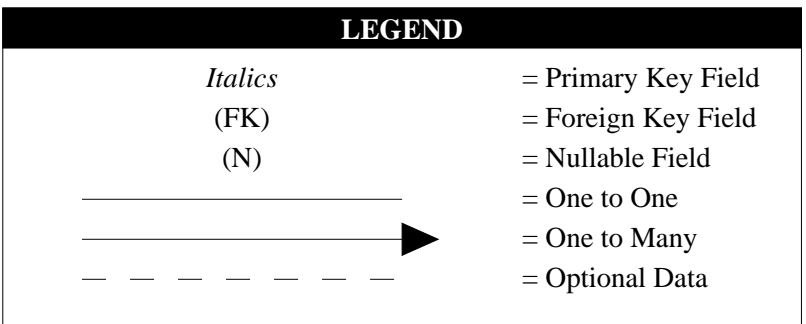 LEGEND
Italics = Primary Key Field
(FK) = Foreign Key Field
(N) = Nullable Field
= One to One
= One to Many
= Optional Data